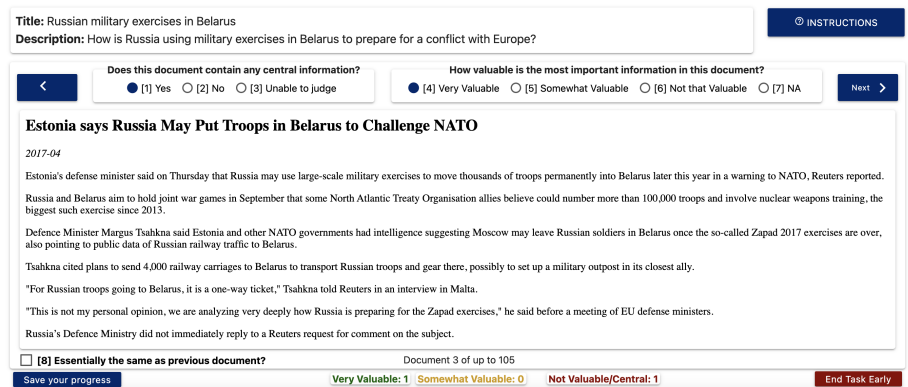 Title: Russian military exercises in Belarus
Description: How is Russia using military exercises in Belarus to prepare for a conflict with Europe?
INSTRUCTIONS
Does this document contain any central information?
[1] Yes [2] No [3] Unable to judge
How valuable is the most important information in this document?
[4] Very Valuable [5] Somewhat Valuable [6] Not that Valuable [7] NA
Next
Estonia says Russia May Put Troops in Belarus to Challenge NATO
2017-04
Estonia's defense minister said on Thursday that Russia may use large-scale military exercises to move thousands of troops permanently into Belarus later this year in a warning to NATO, Reuters reported.
Russia and Belarus aim to hold joint war games in September that some North Atlantic Treaty Organisation allies believe could number more than 100,000 troops and involve nuclear weapons training, the
biggest such exercise since 2013.
Defence Minister Margus Tsahkna said Estonia and other NATO governments had intelligence suggesting Moscow may leave Russian soldiers in Belarus once the so-called Zapad 2017 exercises are over,
also pointing to public data of Russian railway traffic to Belarus.
Tsahkna cited plans to send 4,000 railway carriages to Belarus to transport Russian troops and gear there, possibly to set up a military outpost in its closest ally.
"For Russian troops going to Belarus, it is a one-way ticket," Tsahkna told Reuters in an interview in Malta.
"This is not my personal opinion, we are analyzing very deeply how Russia is preparing for the Zapad exercises," he said before a meeting of EU defense ministers.
Russia's Defence Ministry did not immediately reply to a Reuters request for comment on the subject.
[8] Essentially the same as previous document?
Document 3 of up to 105
Save your progress
Very Valuable: 1 Somewhat Valuable: 0 Not Valuable/Central: 1
End Task Early